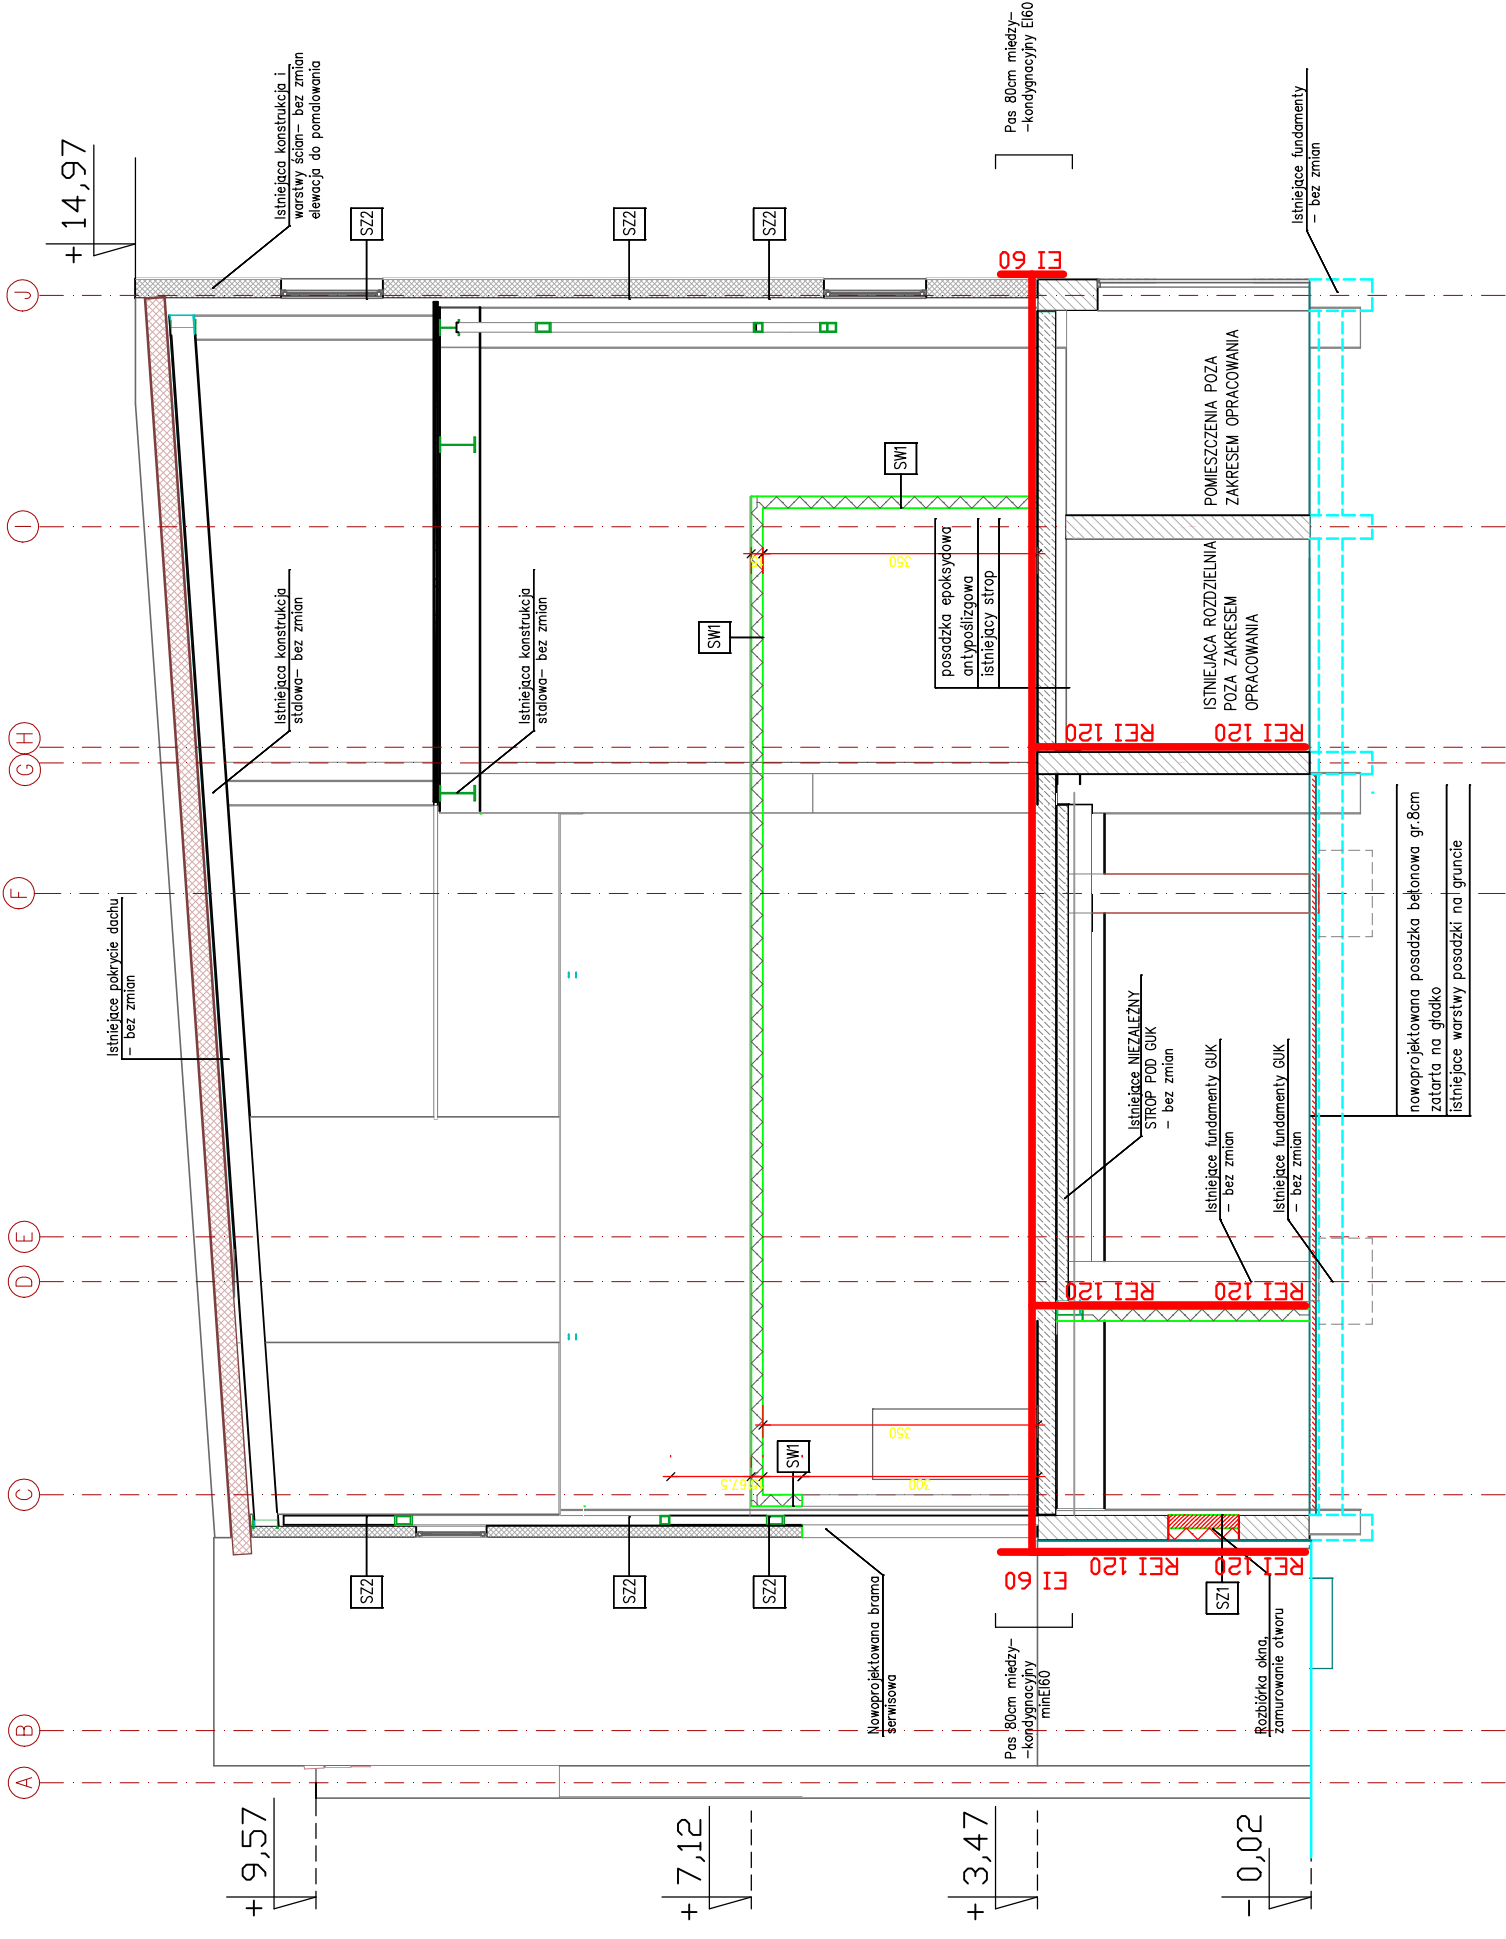 A
B
C
D
E
F
G
H
I
J
+ 14,97
+ 9,57
+ 7,12
+ 3,47
- 0,02
Istniejące pokrycie dachu
- bez zmian
Istniejąca konstrukcja
stalowa- bez zmian
Istniejąca konstrukcja i
warstwy ścian- bez zmian
elewacja do pomalowania
Istniejąca konstrukcja
stalowa- bez zmian
SZ2
SZ2
SZ2
SZ2
SZ2
SZ2
SW1
SW1
SW1
SZ1
350
350
300
posadzka epoksydowa
antypoślizgowa
istniejący strop
Nowoprojektowana brama
serwisowa
Pas 80cm między-
-kondygnacyjny
minEI60
Pas 80cm między-
-kondygnacyjny EI60
EI 60
EI 60
REI 120
REI 120
REI 120
REI 120
REI 120
REI 120
Istniejące NIEZALEŻNY
STROP POD GUK
- bez zmian
Istniejące fundamenty GUK
- bez zmian
Istniejące fundamenty GUK
- bez zmian
ISTNIEJACA ROZDZIELNIA
POZA ZAKRESEM
OPRACOWANIA
POMIESZCZENIA POZA
ZAKRESEM OPRACOWANIA
Istniejące fundamenty
- bez zmian
Rozbiórka okna,
zamurowanie otworu
nowoprojektowana posadzka betonowa gr.8cm
zatarta na gładko
istniejace warstwy posadzki na gruncie